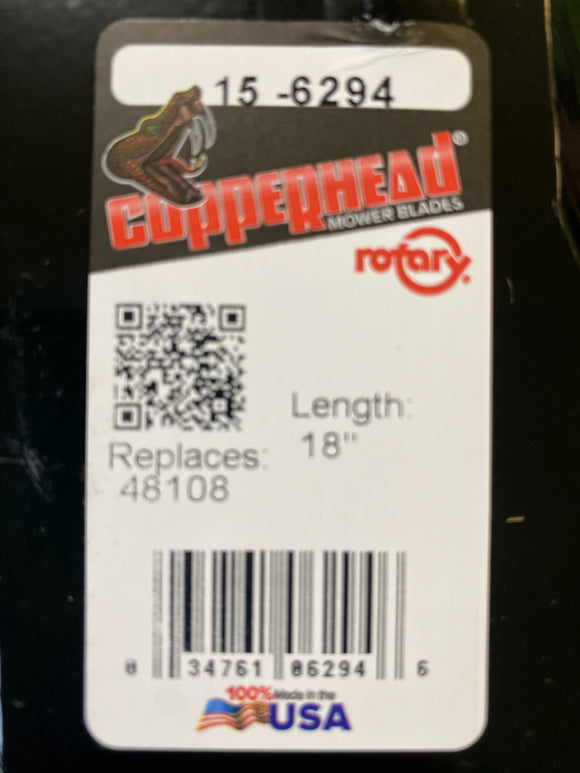 15 -6294
COPPERHEAD®
MOWER BLADES
rotary®
Length:
18"
Replaces:
48108
0 34761 06294 6
100% Made in the
USA